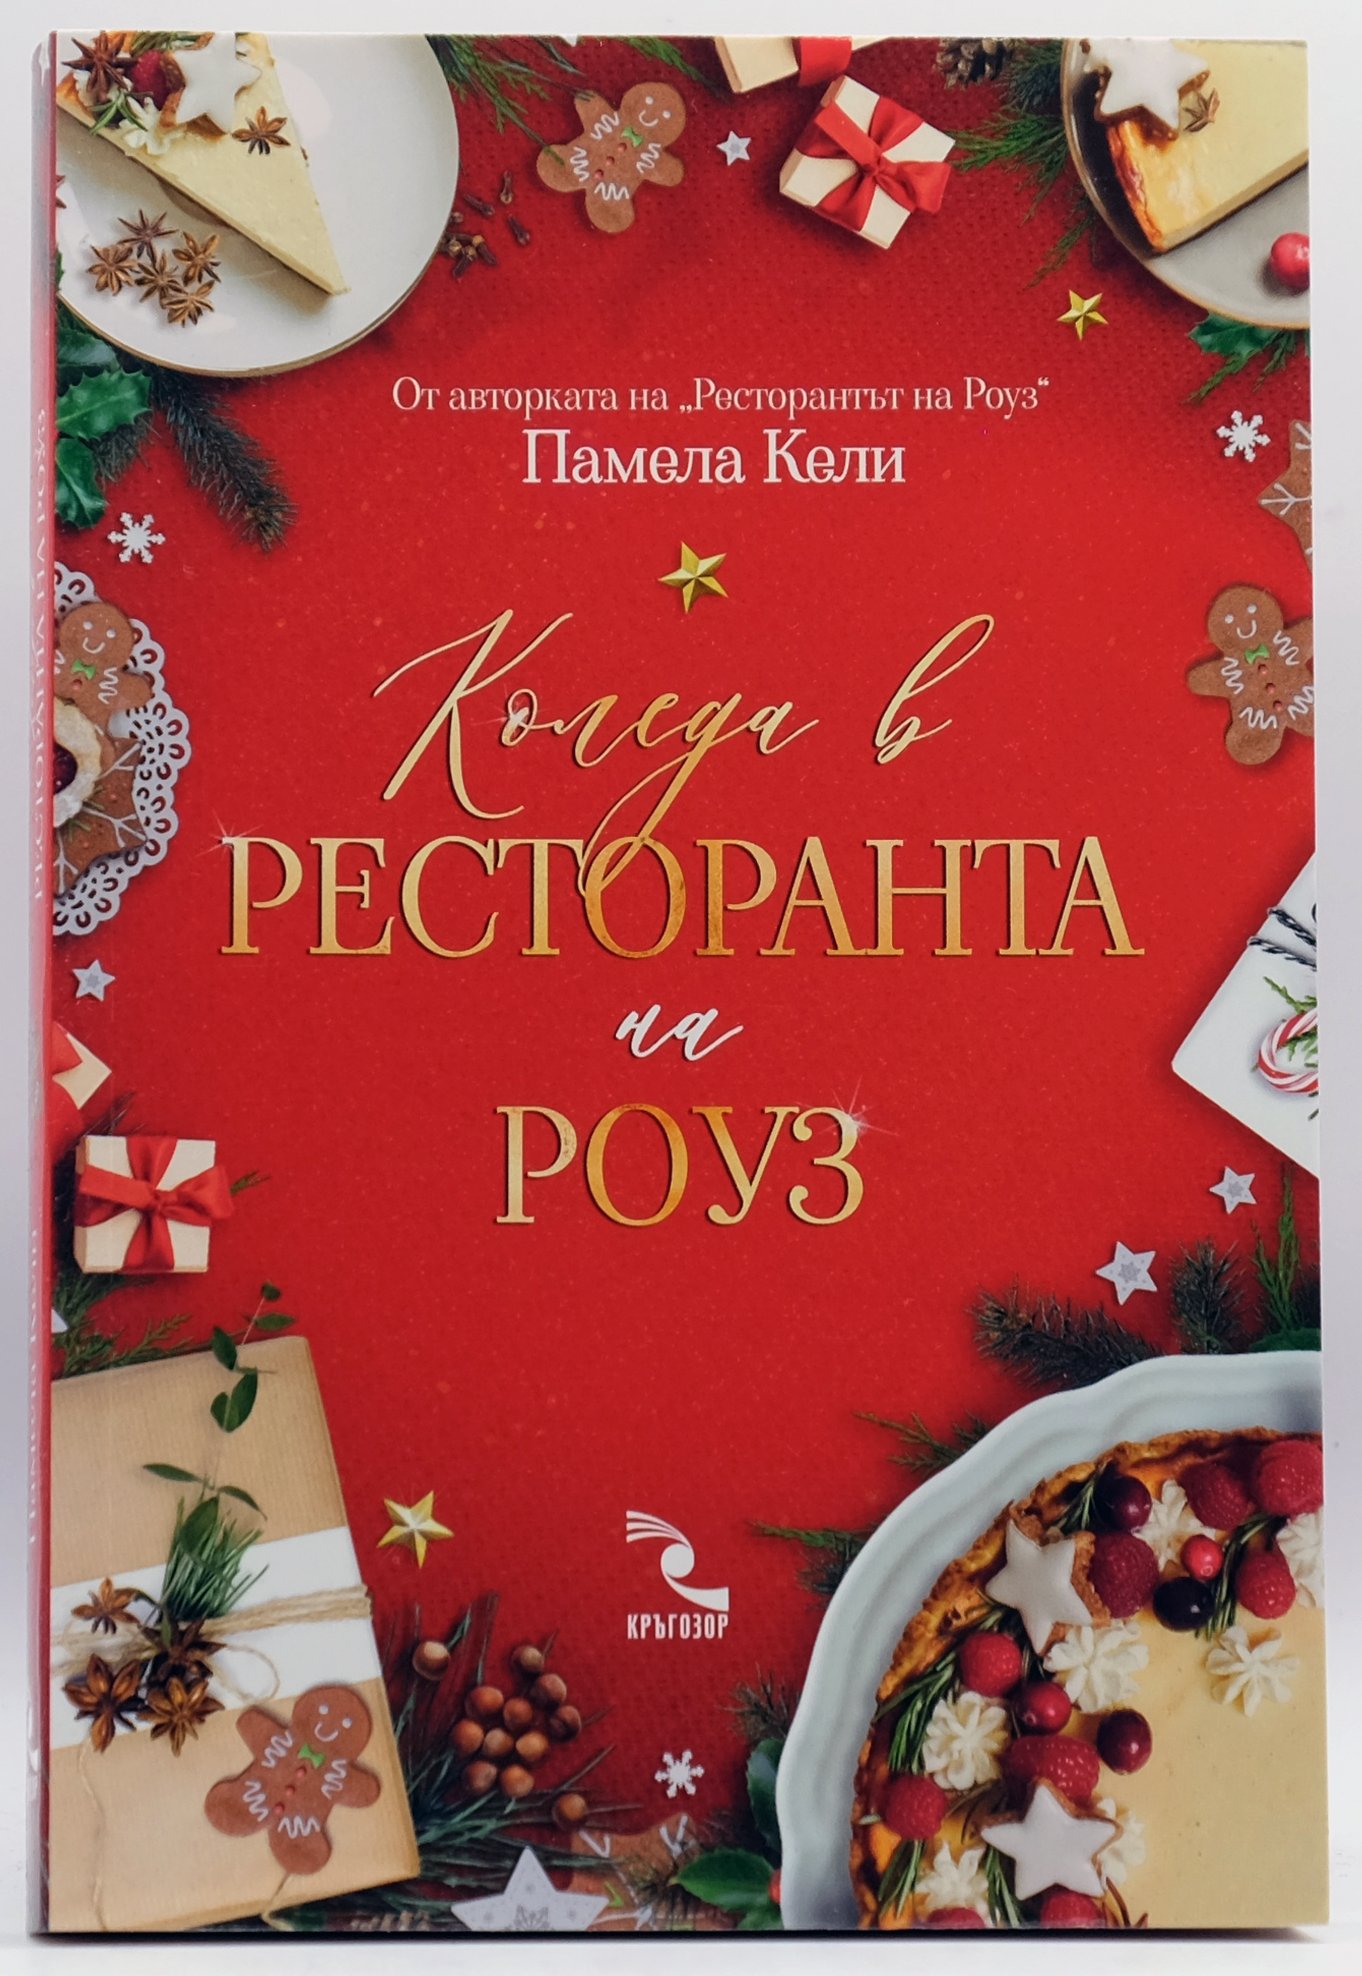 От авторката на „Ресторантът на Роуз“
Памела Кели
Коледа в
РЕСТОРАНТА
на
РОУЗ
КРЪГОЗОР